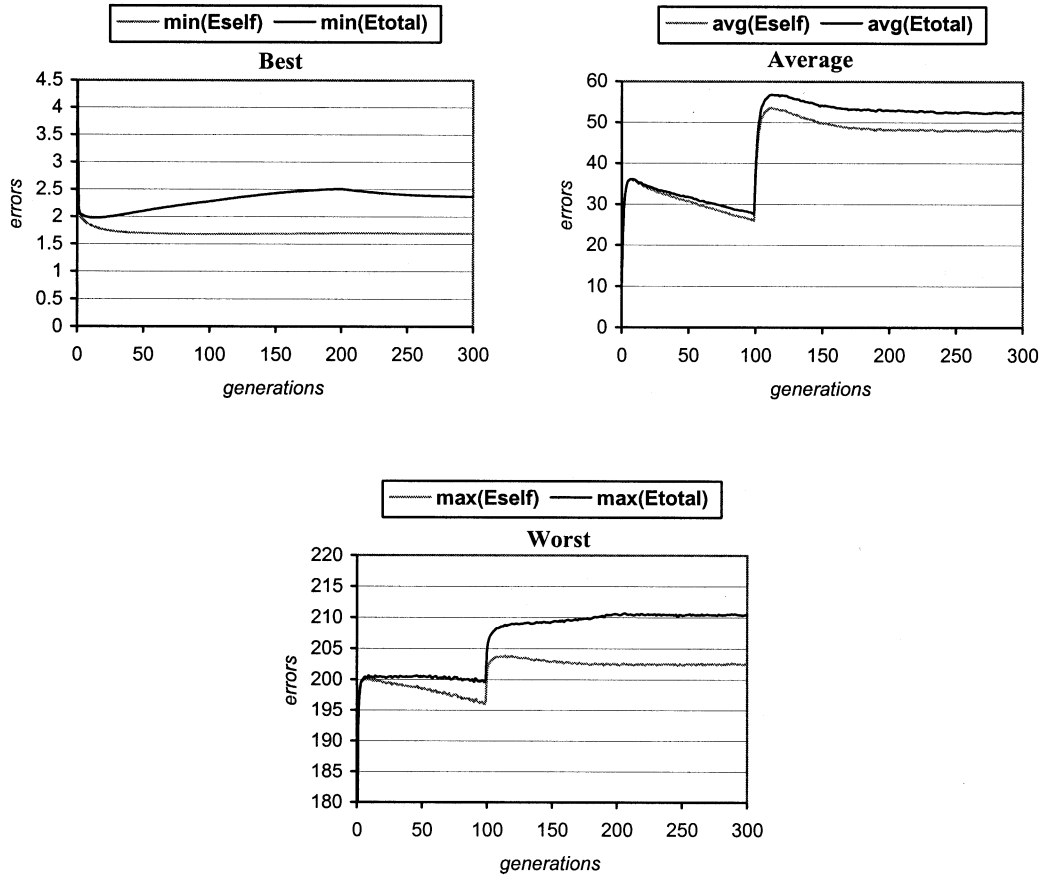 min(Eself) min(Etotal)
Best
4.5
4
3.5
3
2.5
2
1.5
1
0.5
0
errors
0 50 100 150 200 250 300
generations
avg(Eself) avg(Etotal)
Average
60
50
40
30
20
10
0
errors
0 50 100 150 200 250 300
generations
max(Eself) max(Etotal)
Worst
220
215
210
205
200
195
190
185
180
errors
0 50 100 150 200 250 300
generations